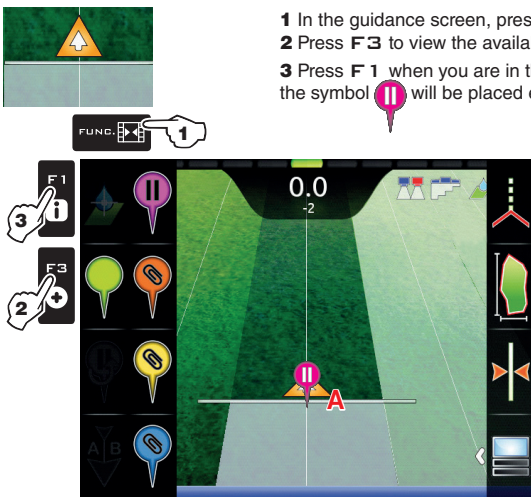 1 In the guidance screen, pres
2 Press F3 to view the availa
3 Press F1 when you are in t
the symbol will be placed
FUNC.
1
F1
3
0.0
-2
F3
2
A
A B